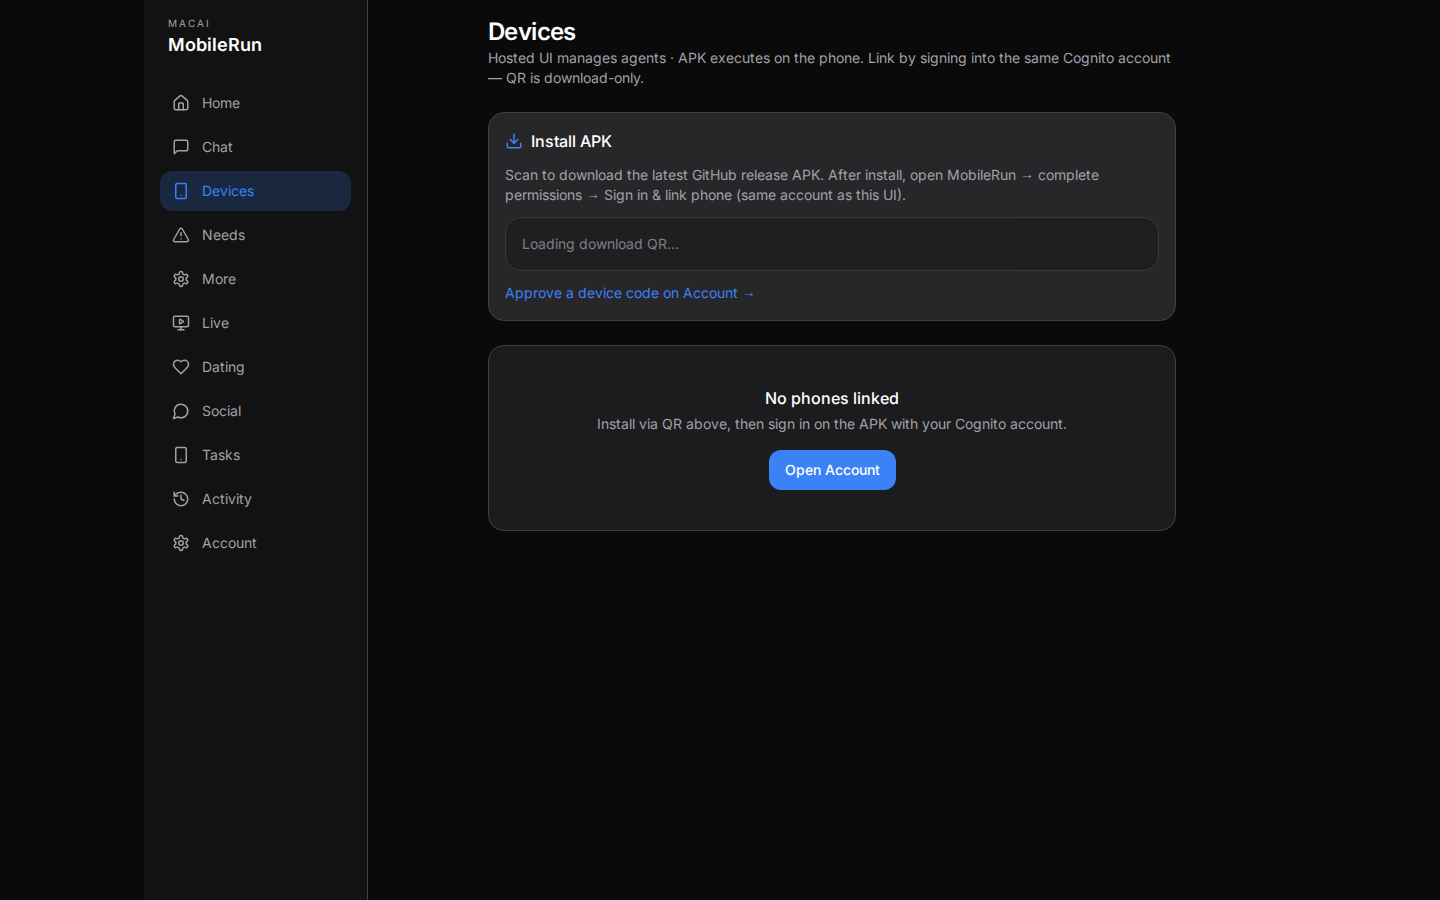 MACAI
MobileRun
Home
Chat
Devices
Needs
More
Live
Dating
Social
Tasks
Activity
Account
Devices
Hosted UI manages agents · APK executes on the phone. Link by signing into the same Cognito account
— QR is download-only.
Install APK
Scan to download the latest GitHub release APK. After install, open MobileRun → complete
permissions → Sign in & link phone (same account as this UI).
Loading download QR...
Approve a device code on Account →
No phones linked
Install via QR above, then sign in on the APK with your Cognito account.
Open Account